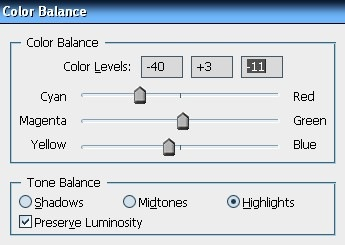 Color Balance
Color Balance
Color Levels: -40 +3 -11
Cyan Red
Magenta Green
Yellow Blue
Tone Balance
Shadows Midtones Highlights
Preserve Luminosity